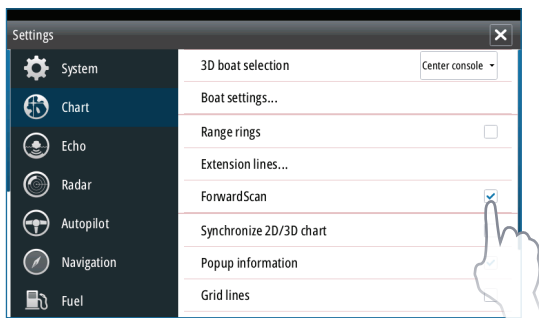 Settings
System
Chart
Echo
Radar
Autopilot
Navigation
Fuel
3D boat selection
Center console
Boat settings...
Range rings
Extension lines...
ForwardScan
Synchronize 2D/3D chart
Popup information
Grid lines